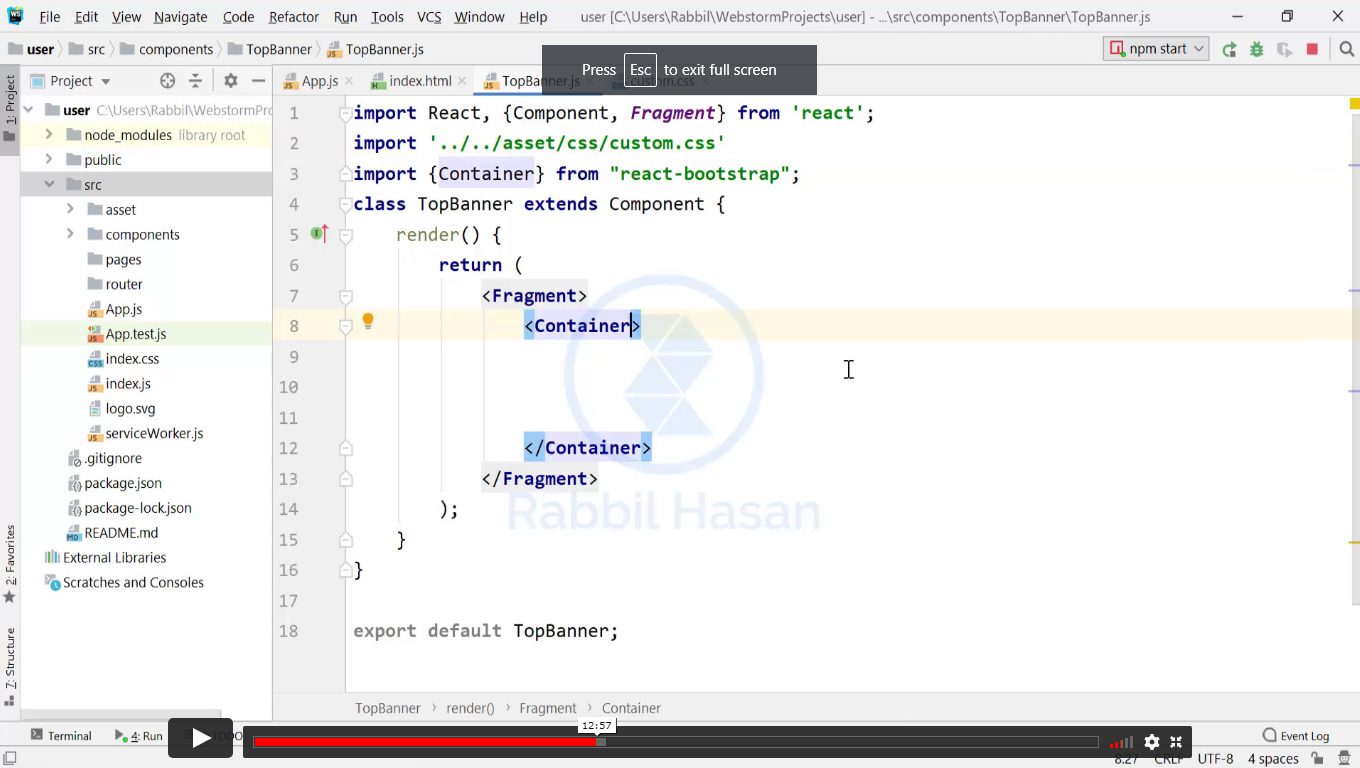 File Edit View Navigate Code Refactor Run Tools VCS Window Help user [C:\Users\Rabbil\WebstormProjects\user] - ...\src\components\TopBanner\TopBanner.js
user src components TopBanner TopBanner.js npm start
Press Esc to exit full screen
Project App.js index.html TopBanner.js custom.css
1: Project
user C:\Users\Rabbil\WebstormPro
node_modules library root
public
src
asset
components
pages
router
App.js
App.test.js
index.css
index.js
logo.svg
serviceWorker.js
.gitignore
package.json
package-lock.json
README.md
External Libraries
Scratches and Consoles
2: Favorites
7: Structure
1 import React, {Component, Fragment} from 'react';
2 import '../../asset/css/custom.css'
3 import {Container} from "react-bootstrap";
4 class TopBanner extends Component {
5 render() {
6 return (
7 <Fragment>
8 <Container>
9
10
11
12 </Container>
13 </Fragment>
14 );
15 }
16 }
17
18 export default TopBanner;
Rabbil Hasan
TopBanner render() Fragment Container
12:57
Terminal 4: Run TODO Event Log
8:27 CRLF UTF-8 4 spaces